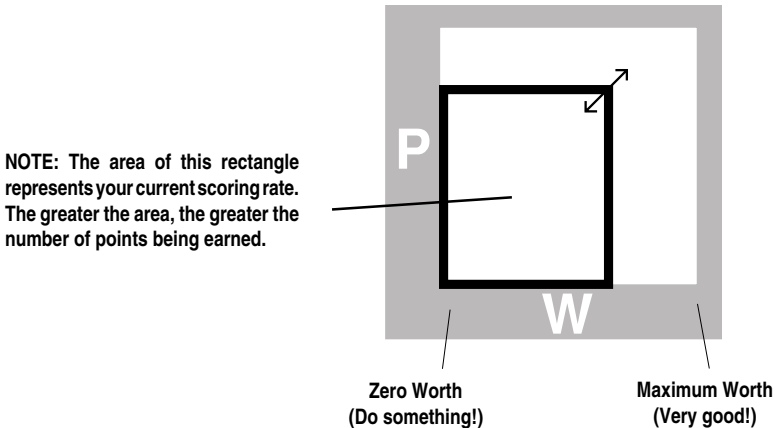 P
NOTE: The area of this rectangle
represents your current scoring rate.
The greater the area, the greater the
number of points being earned.
W
Zero Worth
(Do something!)
Maximum Worth
(Very good!)